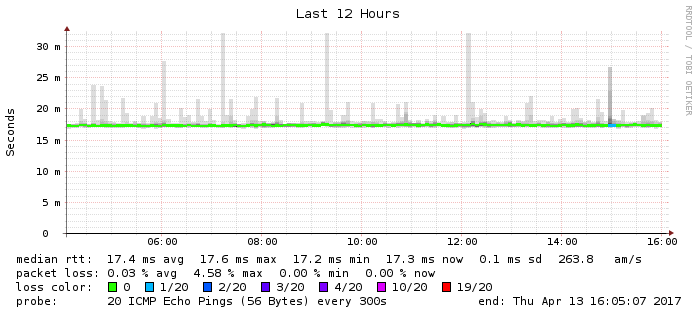 Last 12 Hours
RRDTOOL / TOBI OETIKER
Seconds
30 m
25 m
20 m
15 m
10 m
5 m
0
06:00 08:00 10:00 12:00 14:00 16:00
median rtt: 17.4 ms avg 17.6 ms max 17.2 ms min 17.3 ms now 0.1 ms sd 263.8 am/s
packet loss: 0.03 % avg 4.58 % max 0.00 % min 0.00 % now
loss color: 0 1/20 2/20 3/20 4/20 10/20 19/20
probe: 20 ICMP Echo Pings (56 Bytes) every 300s end: Thu Apr 13 16:05:07 2017